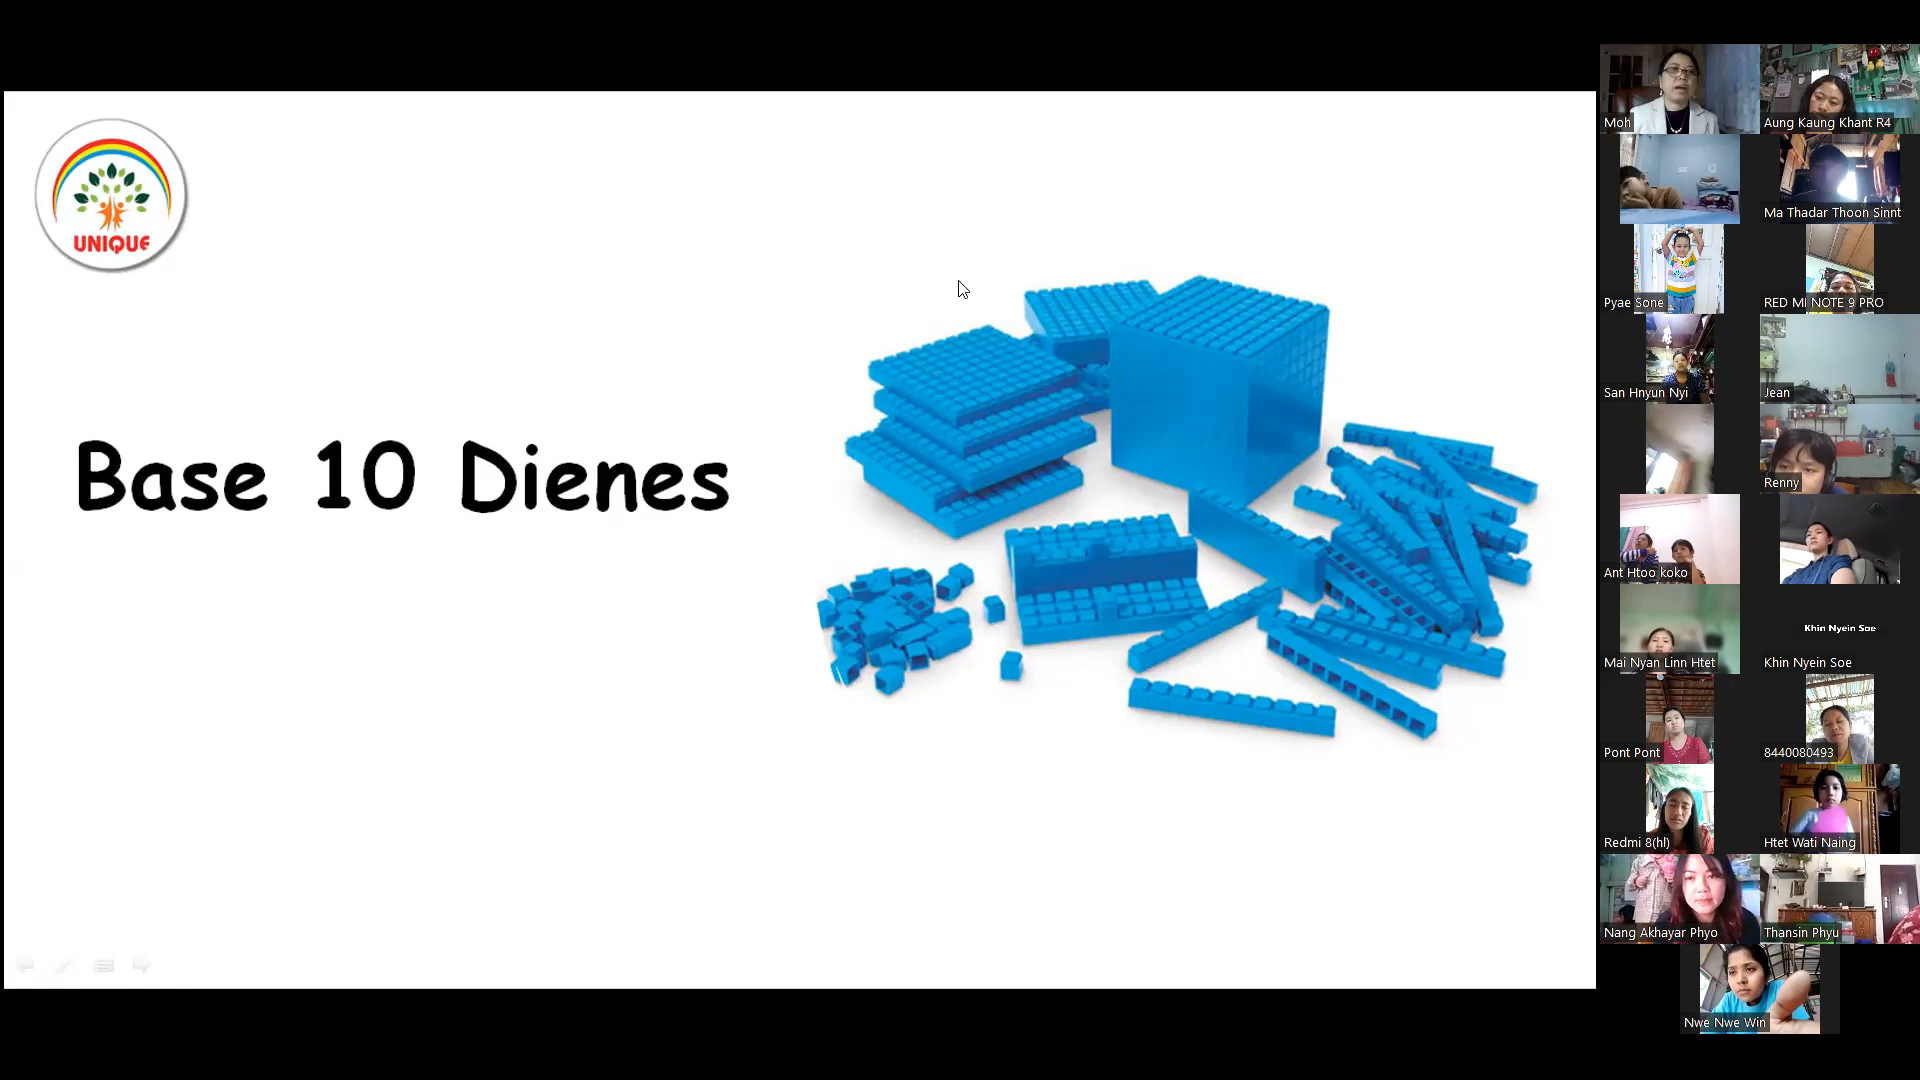 UNIQUE
Base 10 Dienes
Moh
Aung Kaung Khant R4
Ma Thadar Thoon Sinnt
Pyae Sone
RED MI NOTE 9 PRO
San Hnyun Nyi
Jean
Renny
Ant Htoo koko
Khin Nyein Soe
Mai Nyan Linn Htet
Khin Nyein Soe
Pont Pont
8440080493
Redmi 8(hl)
Htet Wati Naing
Nang Akhayar Phyo
Thansin Phyu
Nwe Nwe Win